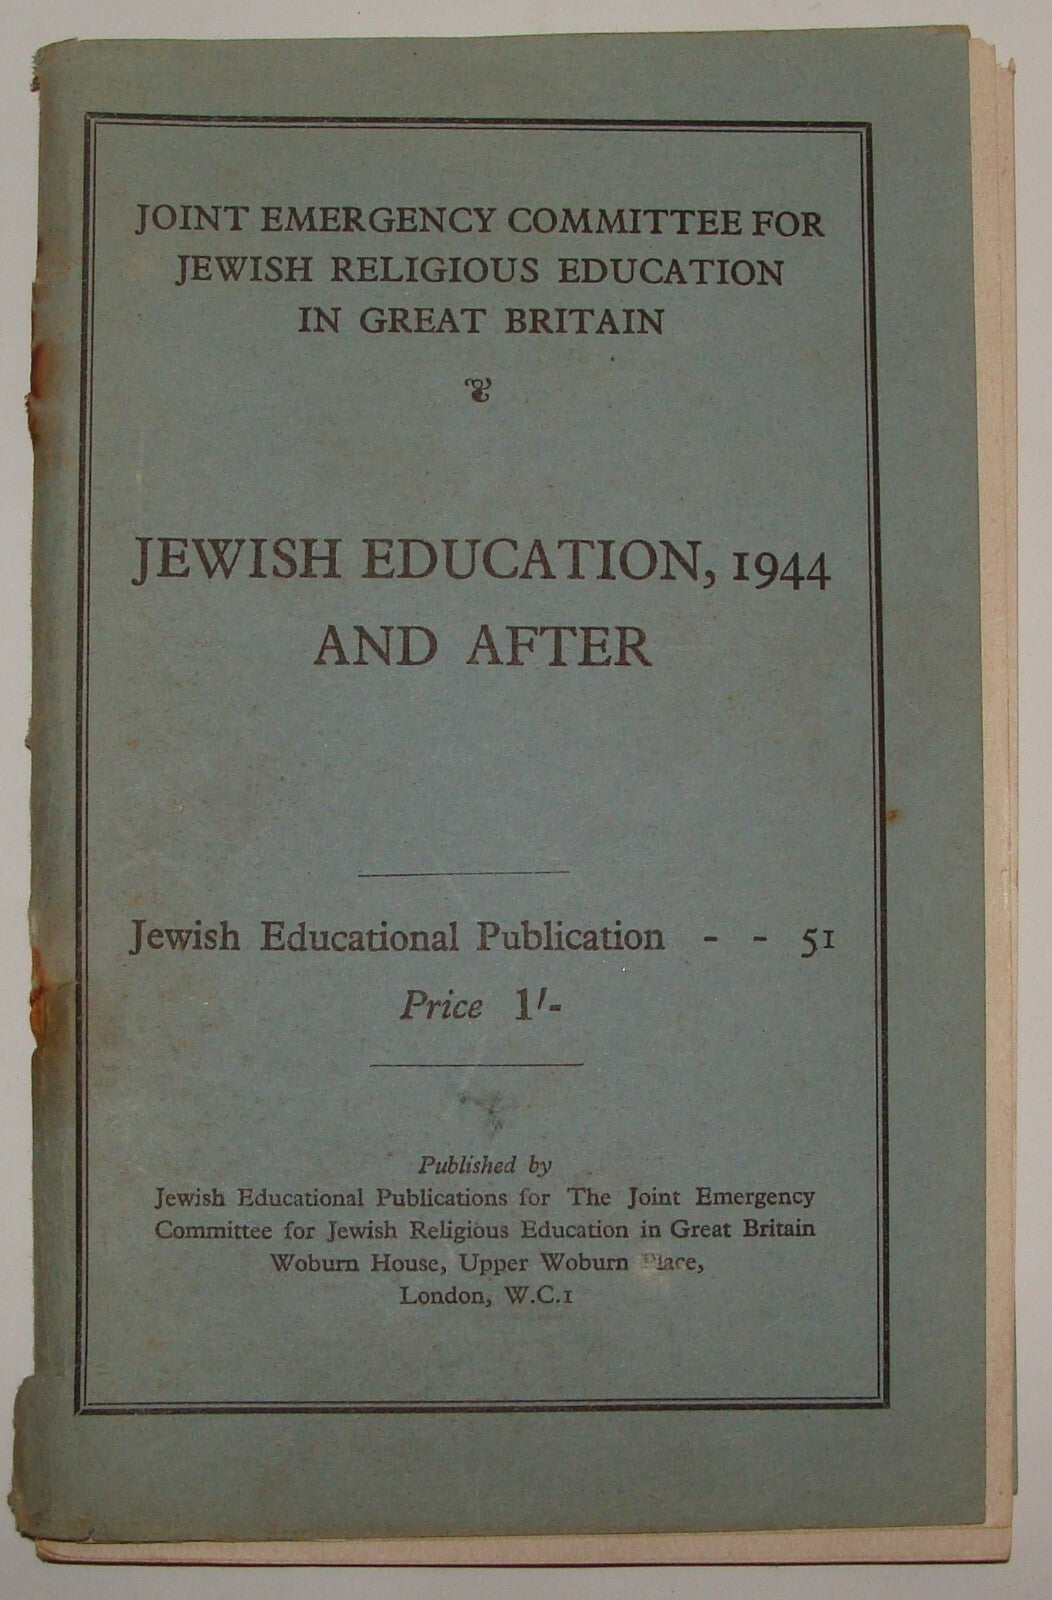 JOINT EMERGENCY COMMITTEE FOR
JEWISH RELIGIOUS EDUCATION
IN GREAT BRITAIN
JEWISH EDUCATION, 1944
AND AFTER
Jewish Educational Publication - - 51
Price 1/-
Published by
Jewish Educational Publications for The Joint Emergency
Committee for Jewish Religious Education in Great Britain
Woburn House, Upper Woburn Place,
London, W.C.1